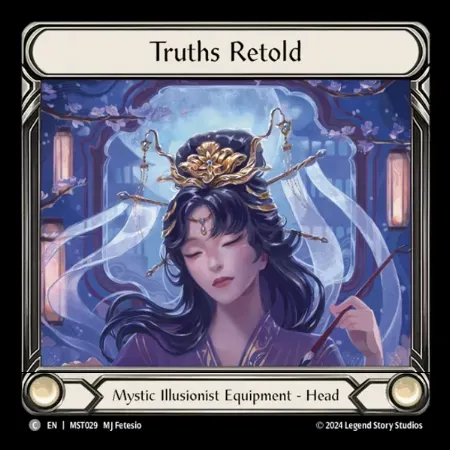 Truths Retold
Mystic Illusionist Equipment - Head
C EN | MST029 MJ Fetesio © 2024 Legend Story Studios